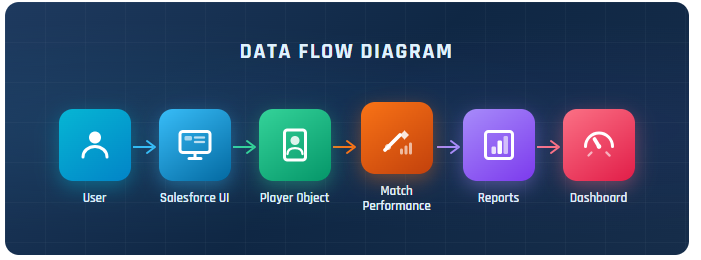 DATA FLOW DIAGRAM
User
Salesforce UI
Player Object
Match
Performance
Reports
Dashboard